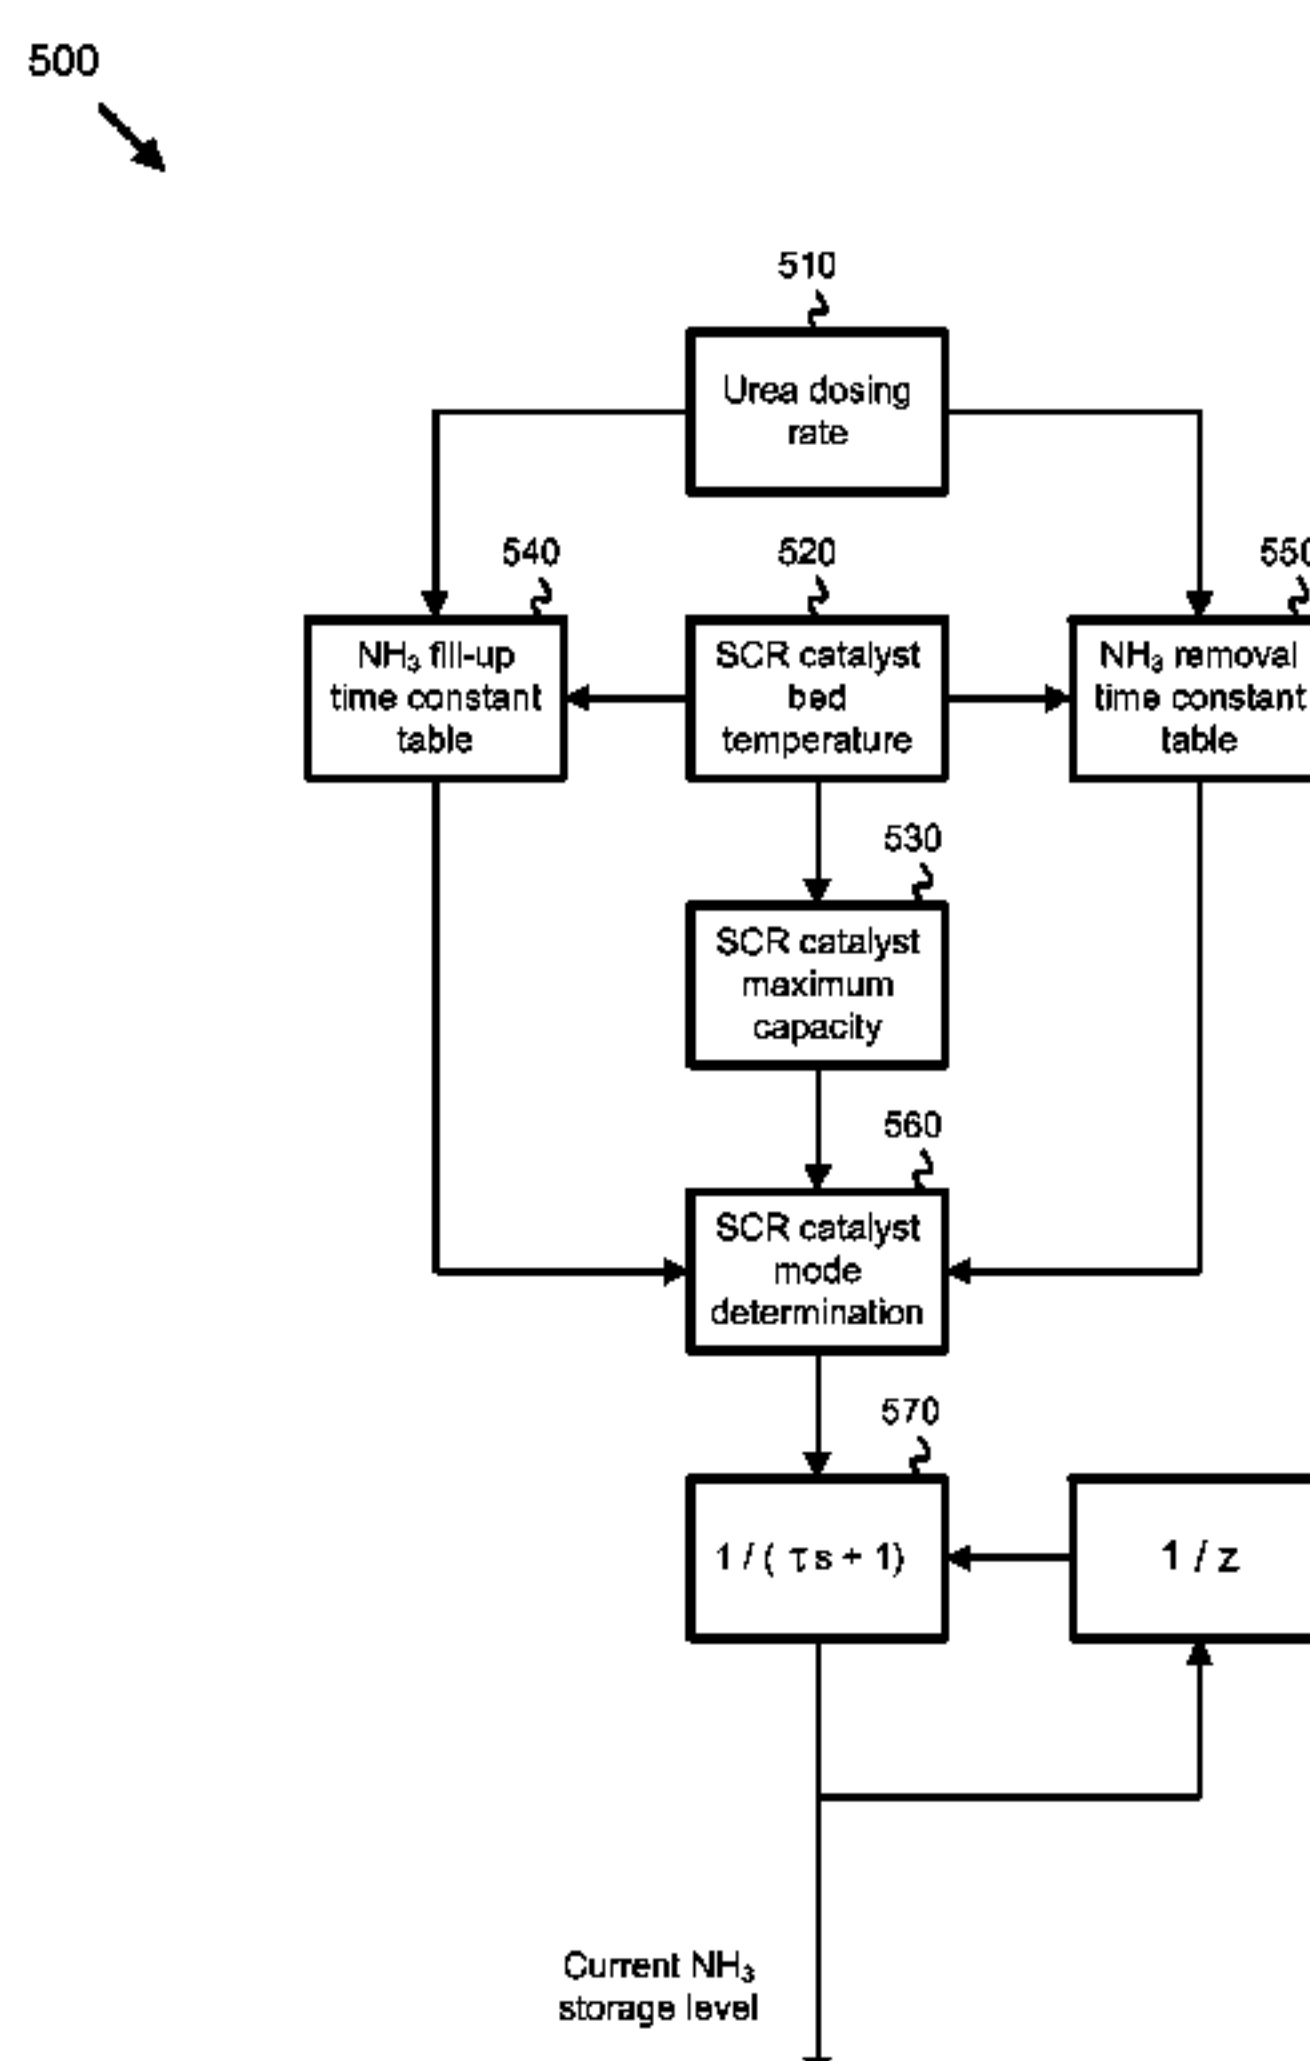 500
510
Urea dosing
rate
540
520
550
NH₃ fill-up
time constant
table
SCR catalyst
bed
temperature
NH₃ removal
time constant
table
530
SCR catalyst
maximum
capacity
560
SCR catalyst
mode
determination
570
1 / ( τ s + 1)
1 / z
Current NH₃
storage level